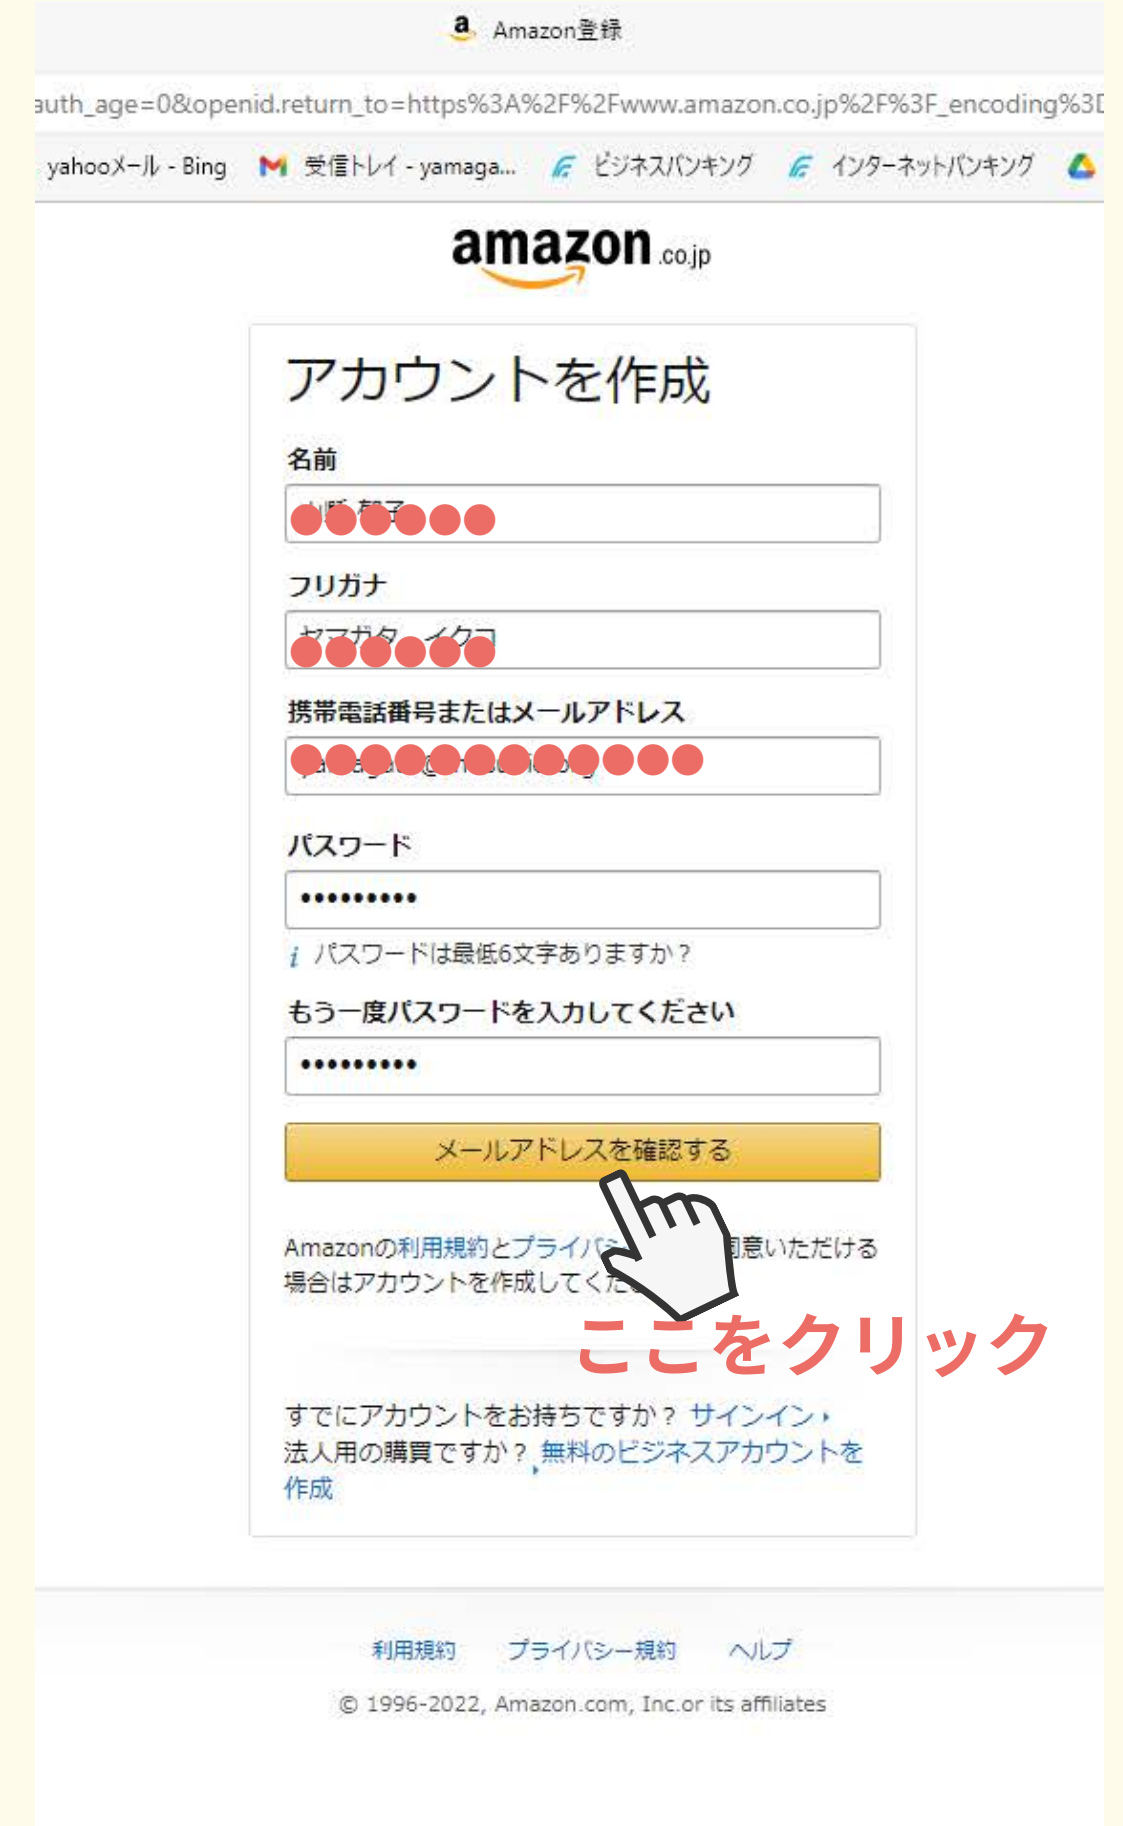 Amazon登録
auth_age=0&openid.return_to=https%3A%2F%2Fwww.amazon.co.jp%2F%3F_encoding%3D
yahooメール - Bing 受信トレイ - yamaga... ビジネスバンキング インターネットバンキング
amazon.co.jp
アカウントを作成
名前
フリガナ
携帯電話番号またはメールアドレス
パスワード
•••••••••
i パスワードは最低6文字ありますか？
もう一度パスワードを入力してください
•••••••••
メールアドレスを確認する
Amazonの利用規約とプライバシ 意いただける
場合はアカウントを作成してくだ
ここをクリック
すでにアカウントをお持ちですか？ サインイン
法人用の購買ですか？ 無料のビジネスアカウントを
作成
利用規約 プライバシー規約 ヘルプ
© 1996-2022, Amazon.com, Inc.or its affiliates